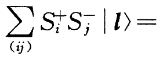 ∑_(ij) S_i^+ S_j^- | l⟩ =